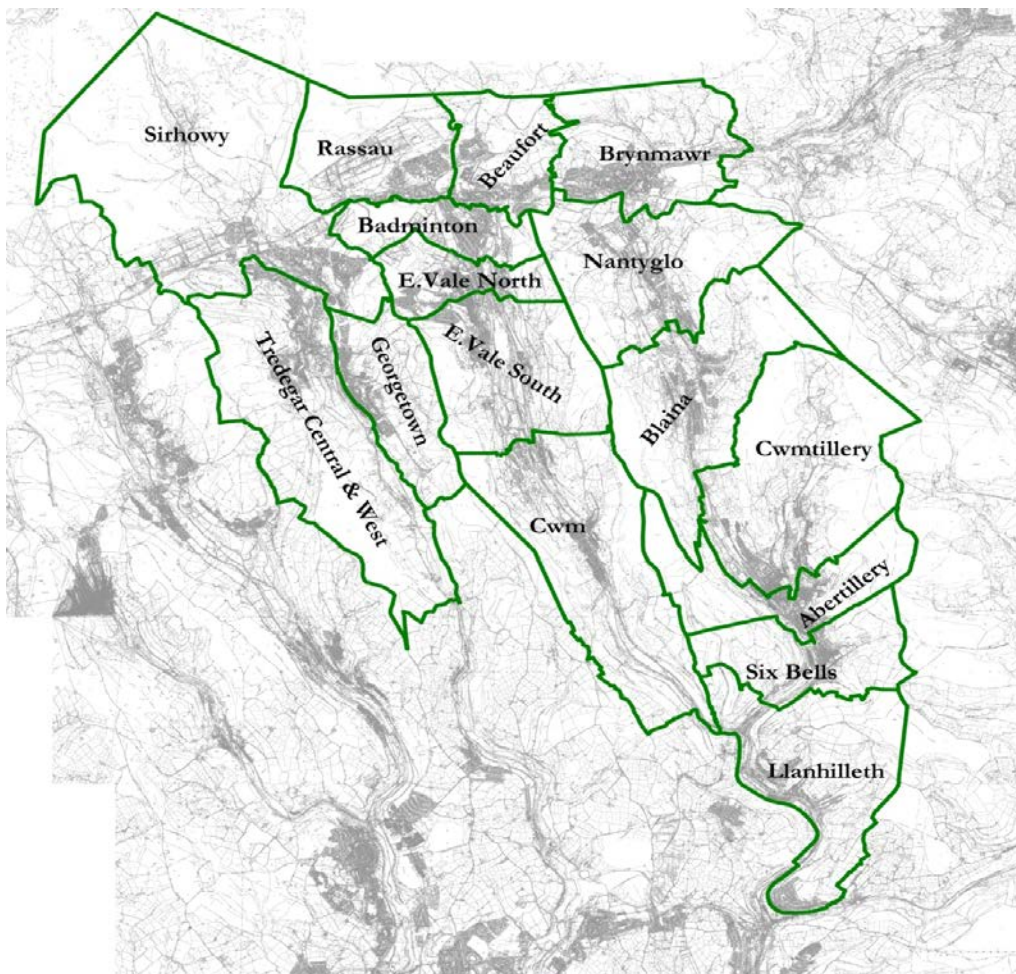 Sirhowy
Rassau
Beaufort
Brynmawr
Badminton
Nantyglo
E.Vale North
E.Vale South
Georgetown
Tredegar Central & West
Blaina
Cwmtillery
Cwm
Abertillery
Six Bells
Llanhilleth